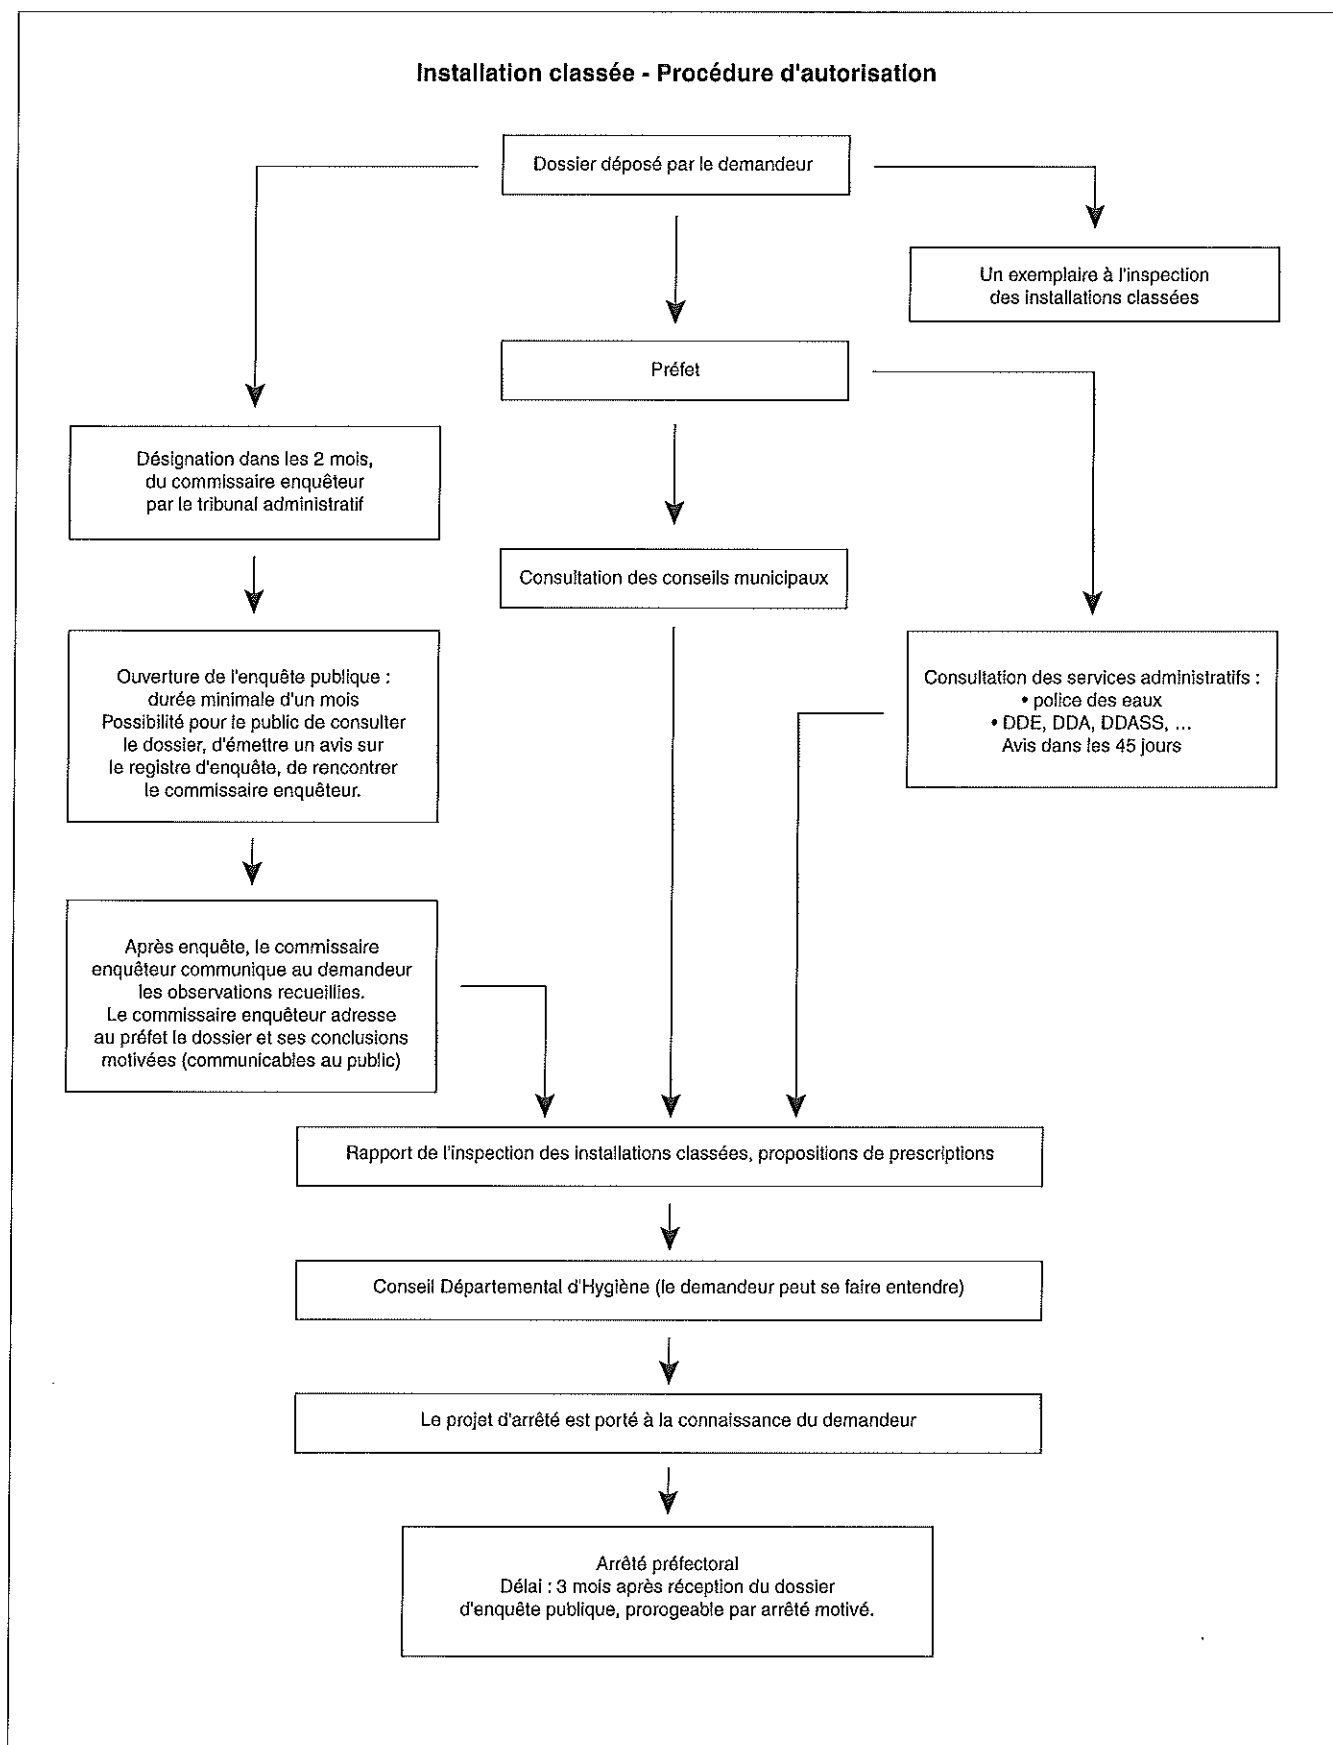 Installation classée - Procédure d'autorisation
Dossier déposé par le demandeur
Un exemplaire à l'inspection
des installations classées
Préfet
Désignation dans les 2 mois,
du commissaire enquêteur
par le tribunal administratif
Consultation des conseils municipaux
Ouverture de l'enquête publique :
durée minimale d'un mois
Possibilité pour le public de consulter
le dossier, d'émettre un avis sur
le registre d'enquête, de rencontrer
le commissaire enquêteur.
Consultation des services administratifs :
• police des eaux
• DDE, DDA, DDASS, ...
Avis dans les 45 jours
Après enquête, le commissaire
enquêteur communique au demandeur
les observations recueillies.
Le commissaire enquêteur adresse
au préfet le dossier et ses conclusions
motivées (communicables au public)
Rapport de l'inspection des installations classées, propositions de prescriptions
Conseil Départemental d'Hygiène (le demandeur peut se faire entendre)
Le projet d'arrêté est porté à la connaissance du demandeur
Arrêté préfectoral
Délai : 3 mois après réception du dossier
d'enquête publique, prorogeable par arrêté motivé.